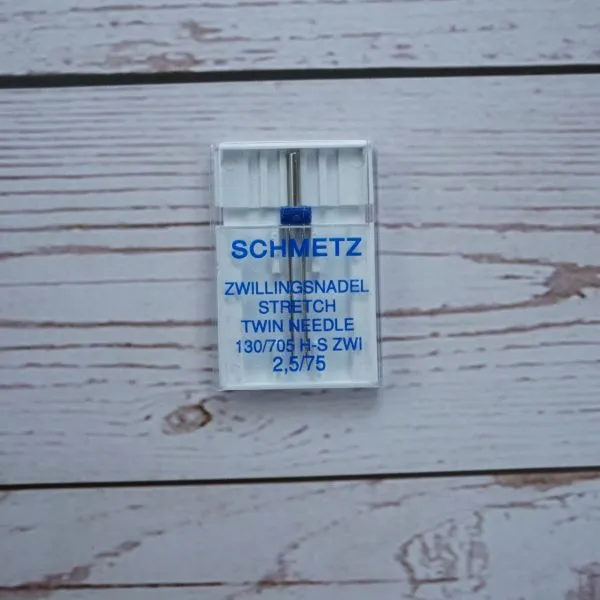 SCHMETZ
ZWILLINGSNADEL
STRETCH
TWIN NEEDLE
130/705 H-S ZWI
2,5/75